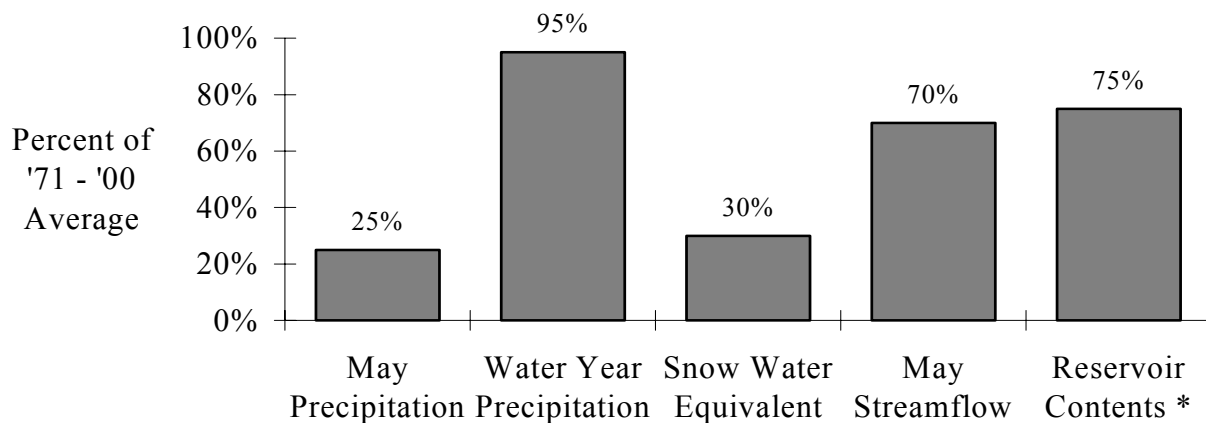 Percent of
'71 - '00
Average
100%
80%
60%
40%
20%
0%
25%
95%
30%
70%
75%
May
Precipitation
Water Year
Precipitation
Snow Water
Equivalent
May
Streamflow
Reservoir
Contents *